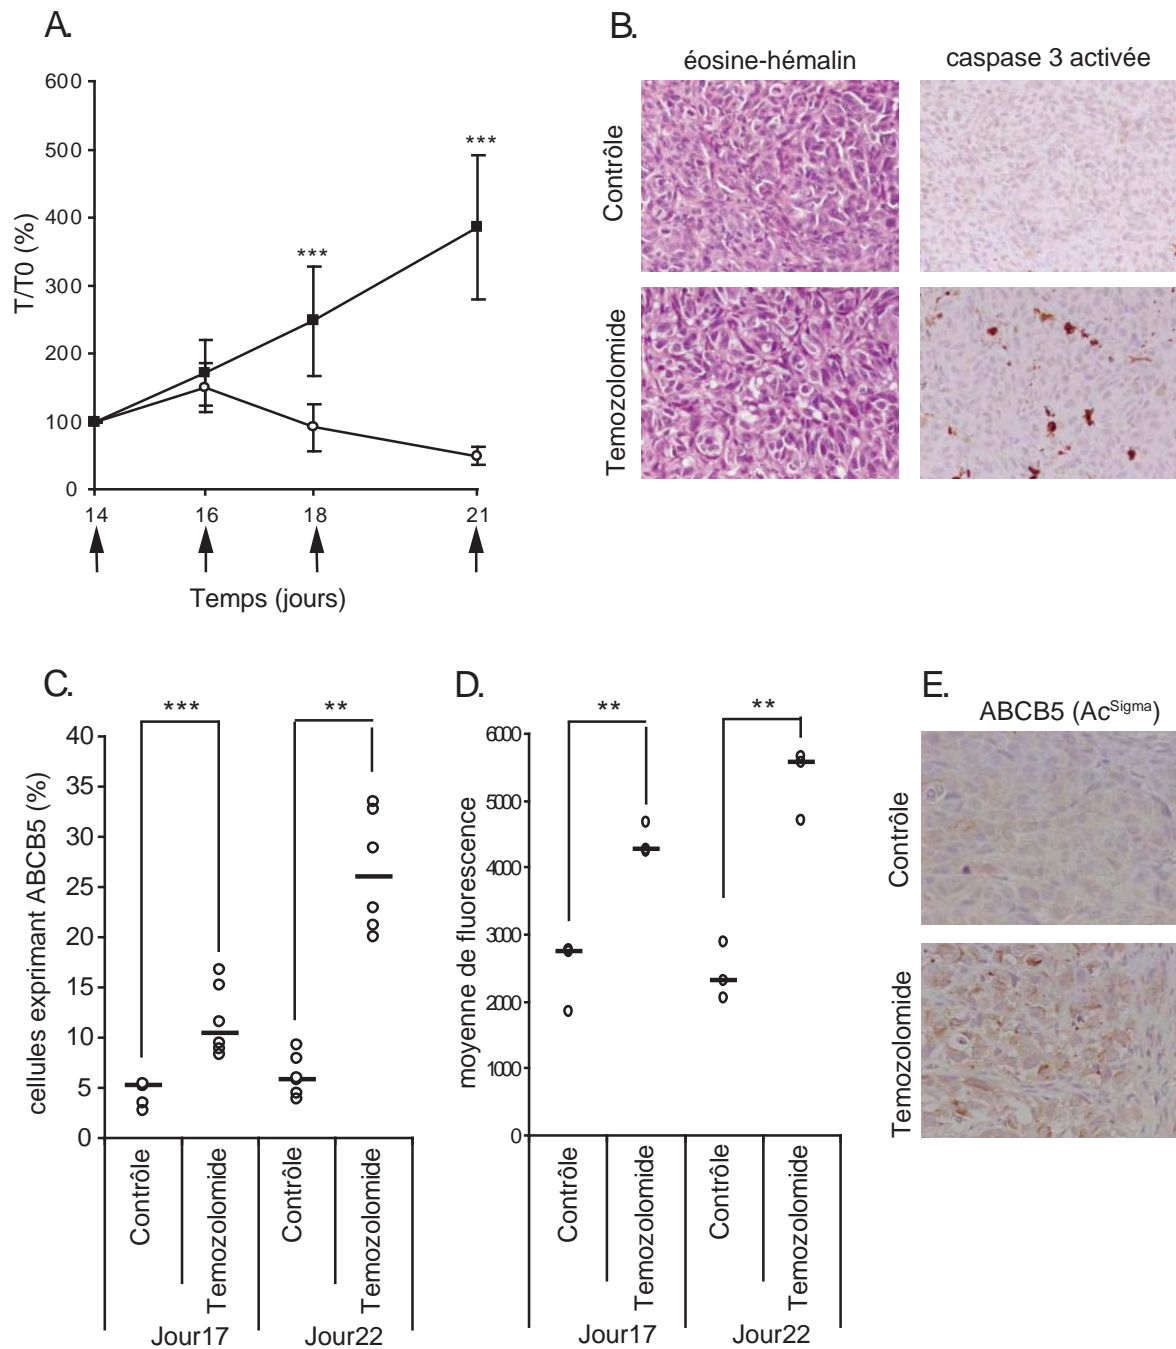 A.
600
500
400
300
200
100
0
T/T0 (%)
***
***
14 16 18 21
Temps (jours)
B.
éosine-hémalin
caspase 3 activée
Contrôle
Temozolomide
C.
*** **
40
35
30
25
20
15
10
5
0
cellules exprimant ABCB5 (%)
Contrôle
Temozolomide
Contrôle
Temozolomide
Jour17 Jour22
D.
** **
6000
5000
4000
3000
2000
1000
0
moyenne de fluorescence
Contrôle
Temozolomide
Contrôle
Temozolomide
Jour17 Jour22
E.
ABCB5 (Ac^Sigma)
Contrôle
Temozolomide